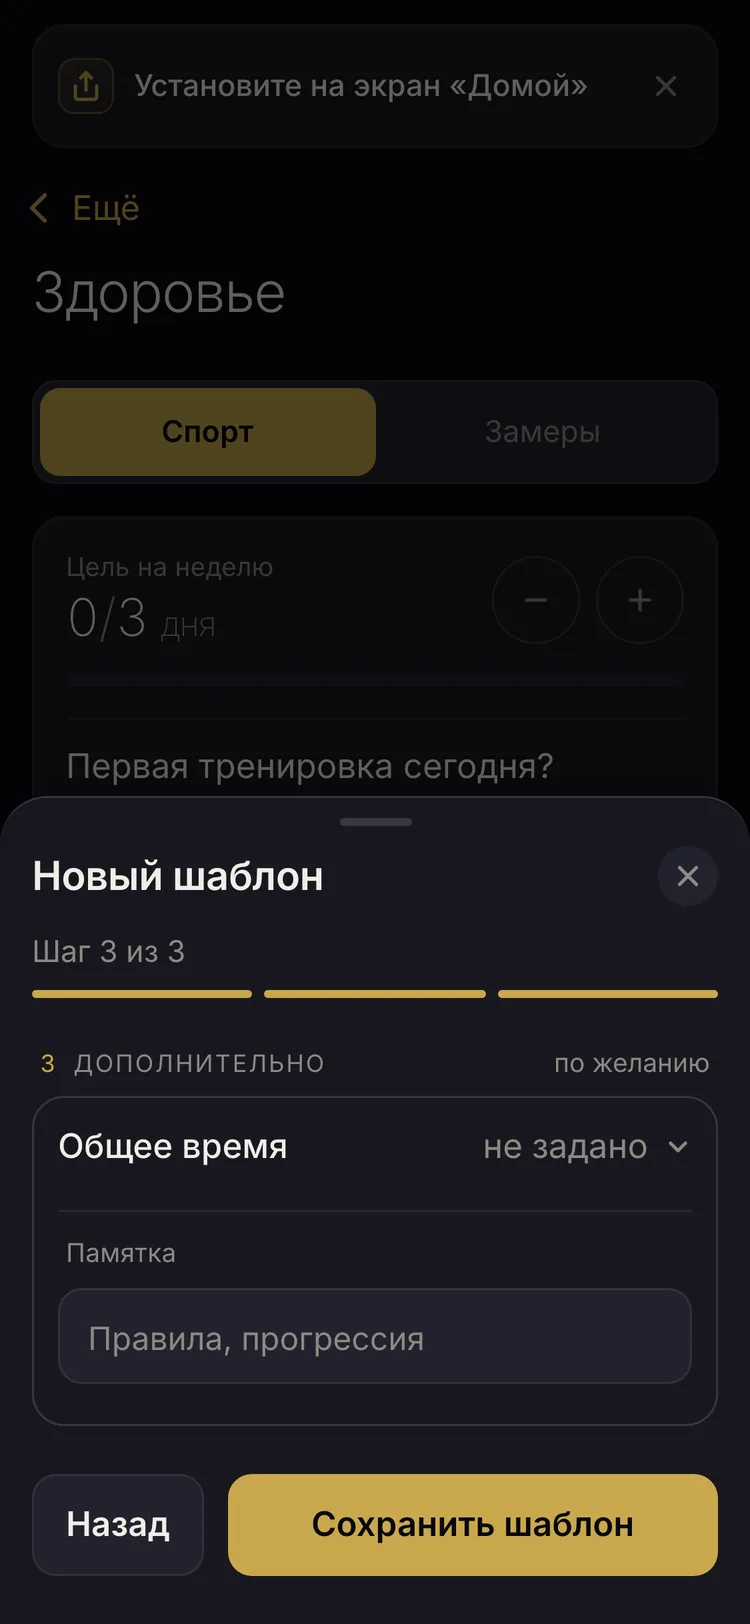 Установите на экран «Домой»
Ещё
Здоровье
Спорт
Замеры
Цель на неделю
0/3 дня
Первая тренировка сегодня?
Новый шаблон
Шаг 3 из 3
3 ДОПОЛНИТЕЛЬНО
по желанию
Общее время
не задано
Памятка
Правила, прогрессия
Назад
Сохранить шаблон